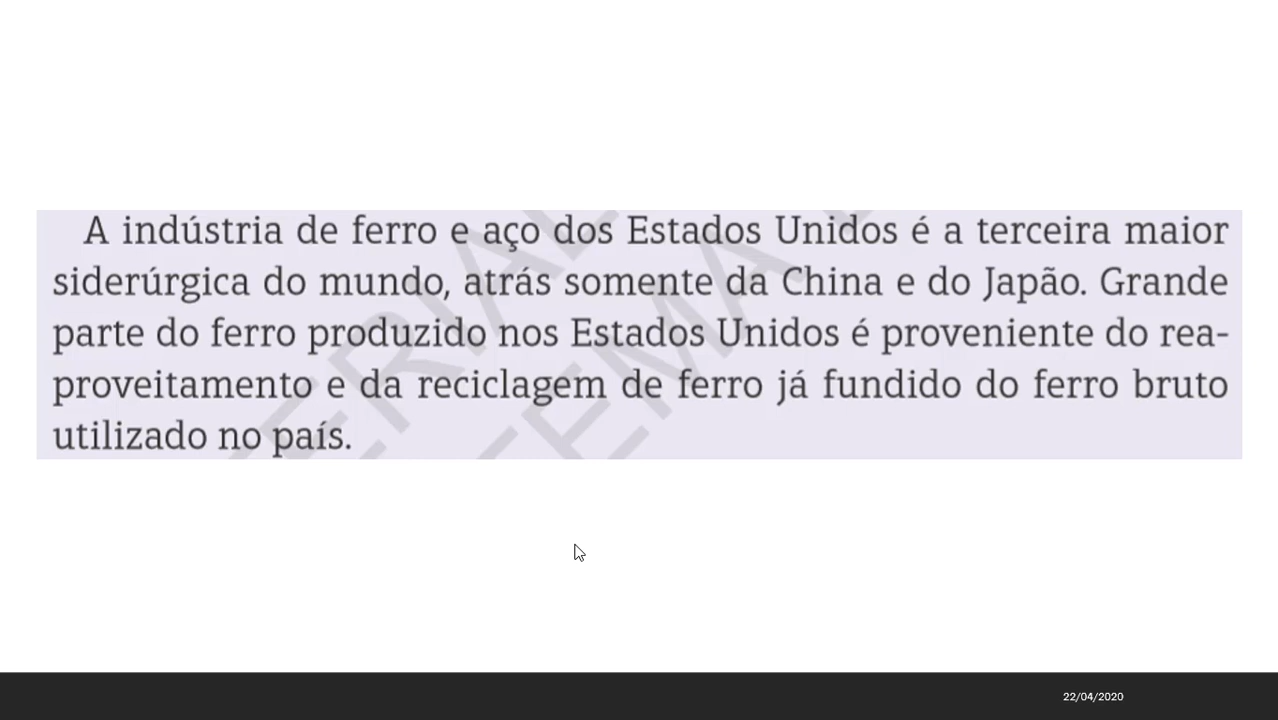 A indústria de ferro e aço dos Estados Unidos é a terceira maior
siderúrgica do mundo, atrás somente da China e do Japão. Grande
parte do ferro produzido nos Estados Unidos é proveniente do rea-
proveitamento e da reciclagem de ferro já fundido do ferro bruto
utilizado no país.
22/04/2020